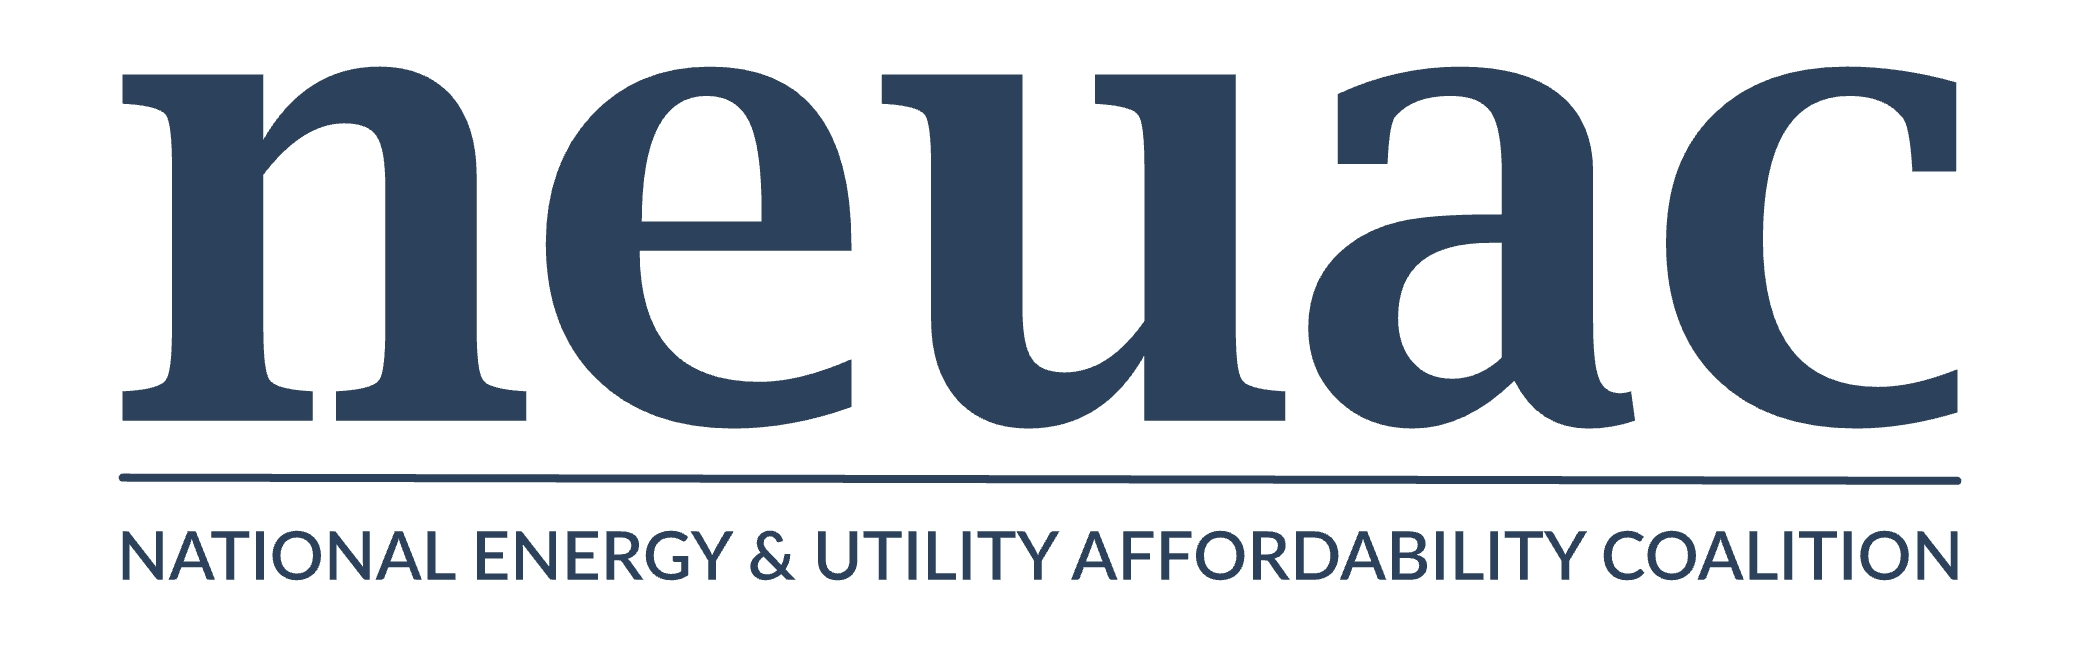 neuac
NATIONAL ENERGY & UTILITY AFFORDABILITY COALITION